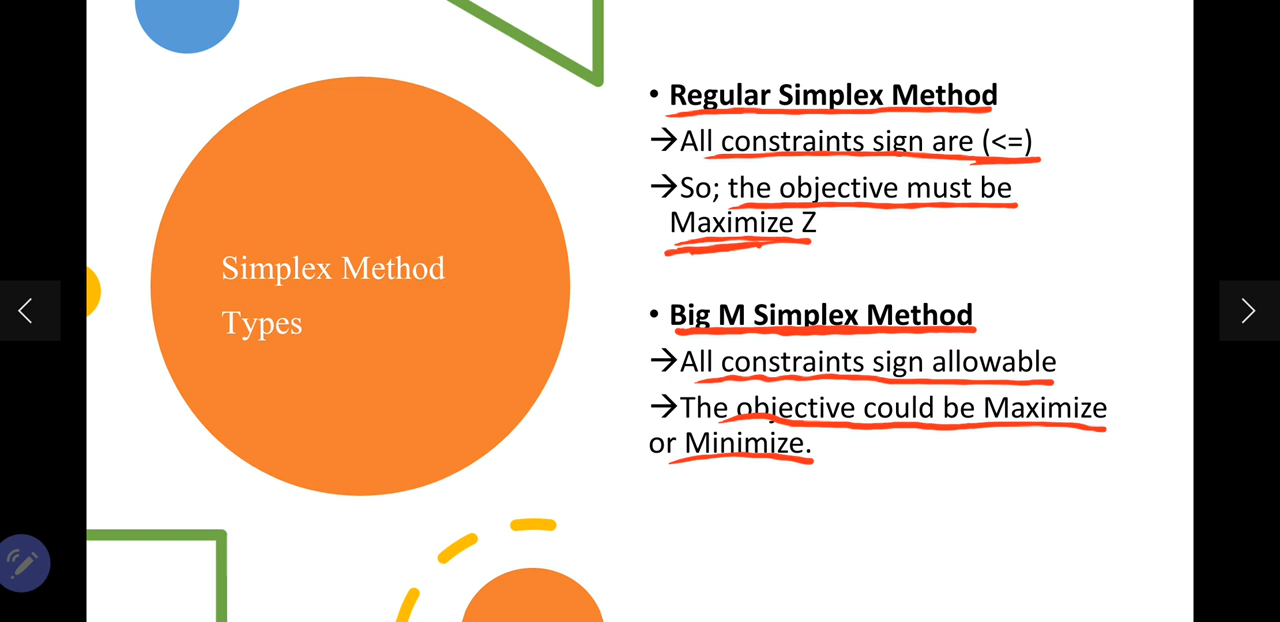 Simplex Method
Types
• Regular Simplex Method
→All constraints sign are (<=)
→So; the objective must be
Maximize Z
• Big M Simplex Method
→All constraints sign allowable
→The objective could be Maximize
or Minimize.